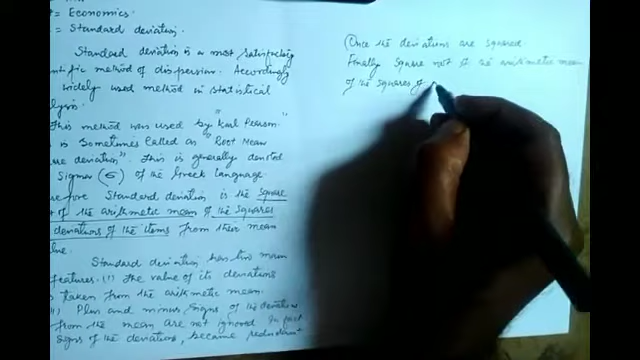 = Economics.
= Standard deviation.
Standard deviation is a most satisfactory
ntific method of dispersion. Accordingly
widely used method in statistical
lysis.
This method was used by "Karl Pearson"
is Sometimes Called as "Root Mean
are deviation". This is generally denoted
Sigma (σ) of the Greek language.
efore Standard deviation is the square
t of the arithmetic mean of the squares
deviations of the items from their mean
lue.
Standard deviation has two main
features. (i) The value of its deviations
s taken from the arithmetic mean.
ii) Plus and minus signs of the deviation
from the mean are not ignored. In fact
signs of the deviations, became redundant
(Once the deviations are squared.
Finally Square root of the arithmetic mean
of the squares of